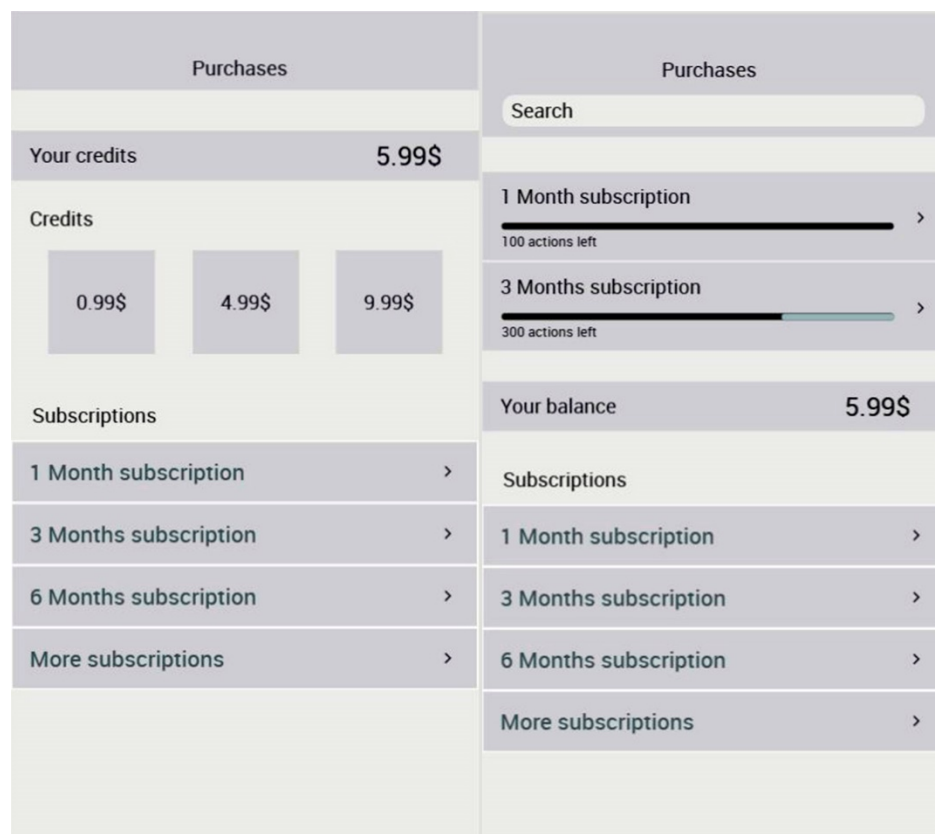 Purchases
Your credits 5.99$
Credits
0.99$ 4.99$ 9.99$
Subscriptions
1 Month subscription
3 Months subscription
6 Months subscription
More subscriptions
Purchases
Search
1 Month subscription
100 actions left
3 Months subscription
300 actions left
Your balance 5.99$
Subscriptions
1 Month subscription
3 Months subscription
6 Months subscription
More subscriptions